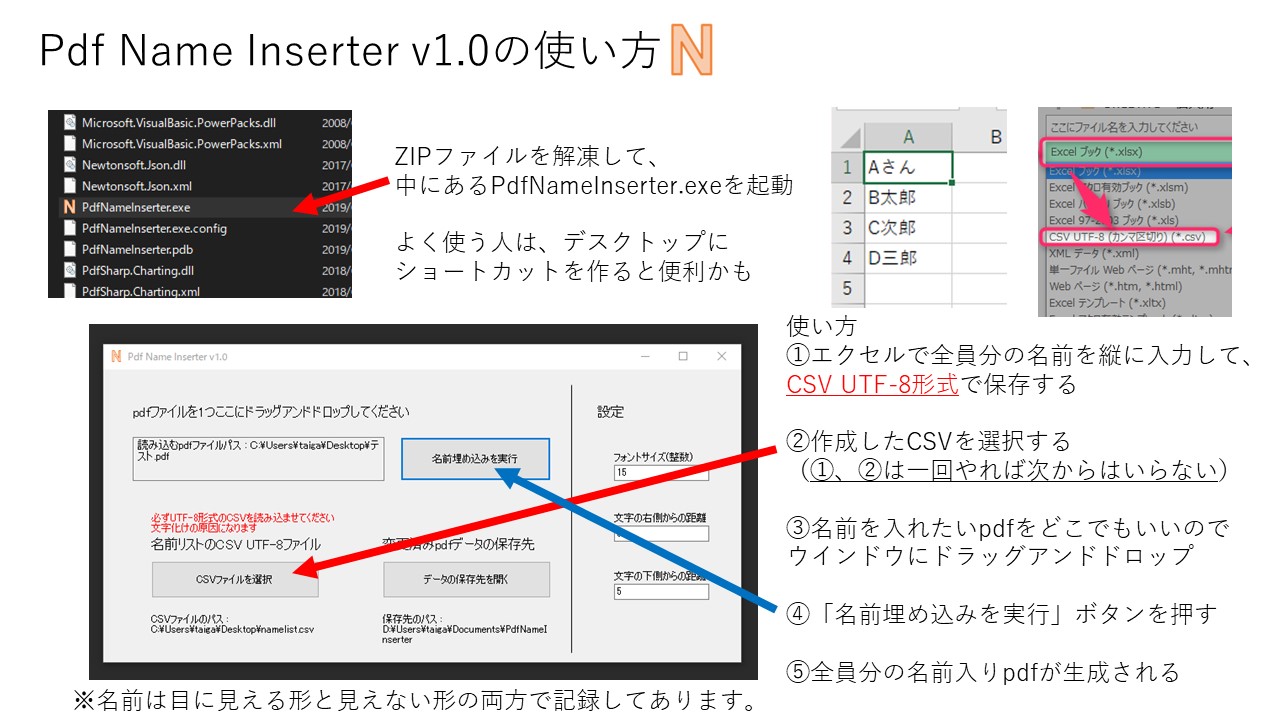 Pdf Name Inserter v1.0の使い方 N
Microsoft.VisualBasic.PowerPacks.dll 2008/
Microsoft.VisualBasic.PowerPacks.xml 2008/
Newtonsoft.Json.dll 2017/
Newtonsoft.Json.xml 2017/
PdfNameInserter.exe 2019/
PdfNameInserter.exe.config 2019/
PdfNameInserter.pdb 2019/
PdfSharp.Charting.dll 2018/
PdfSharp.Charting.xml 2018/
ZIPファイルを解凍して、
中にあるPdfNameInserter.exeを起動
よく使う人は、デスクトップに
ショートカットを作ると便利かも
A B
1 Aさん
2 B太郎
3 C次郎
4 D三郎
5
ここにファイル名を入力してください
Excel ブック (*.xlsx)
Excel ブック (*.xlsx)
Excel マクロ有効ブック (*.xlsm)
Excel ブック (*.xlsb)
Excel 97-2003 ブック (*.xls)
CSV UTF-8 (カンマ区切り) (*.csv)
XML データ (*.xml)
単一ファイル Web ページ (*.mht, *.mht
Web ページ (*.htm, *.html)
Excel テンプレート (*.xltx)
N Pdf Name Inserter v1.0
pdfファイルを1つここにドラッグアンドドロップしてください
読み込むpdfファイルパス:C:¥Users¥taiga¥Desktop¥テ
スト.pdf
名前埋め込みを実行
必ずUTF-8形式のCSVを読み込ませてください
文字化けの原因になります
名前リストのCSV UTF-8ファイル
CSVファイルを選択
CSVファイルのパス:
C:¥Users¥taiga¥Desktop¥namelist.csv
変更済みpdfデータの保存先
データの保存先を開く
保存先のパス:
D:¥Users¥taiga¥Documents¥PdfNameI
nserter
設定
フォントサイズ(整数)
15
文字の右側からの距離
文字の下側からの距離
5
使い方
①エクセルで全員分の名前を縦に入力して、
CSV UTF-8形式で保存する
②作成したCSVを選択する
(①、②は一回やれば次からはいらない)
③名前を入れたいpdfをどこでもいいので
ウインドウにドラッグアンドドロップ
④「名前埋め込みを実行」ボタンを押す
⑤全員分の名前入りpdfが生成される
※名前は目に見える形と見えない形の両方で記録してあります。